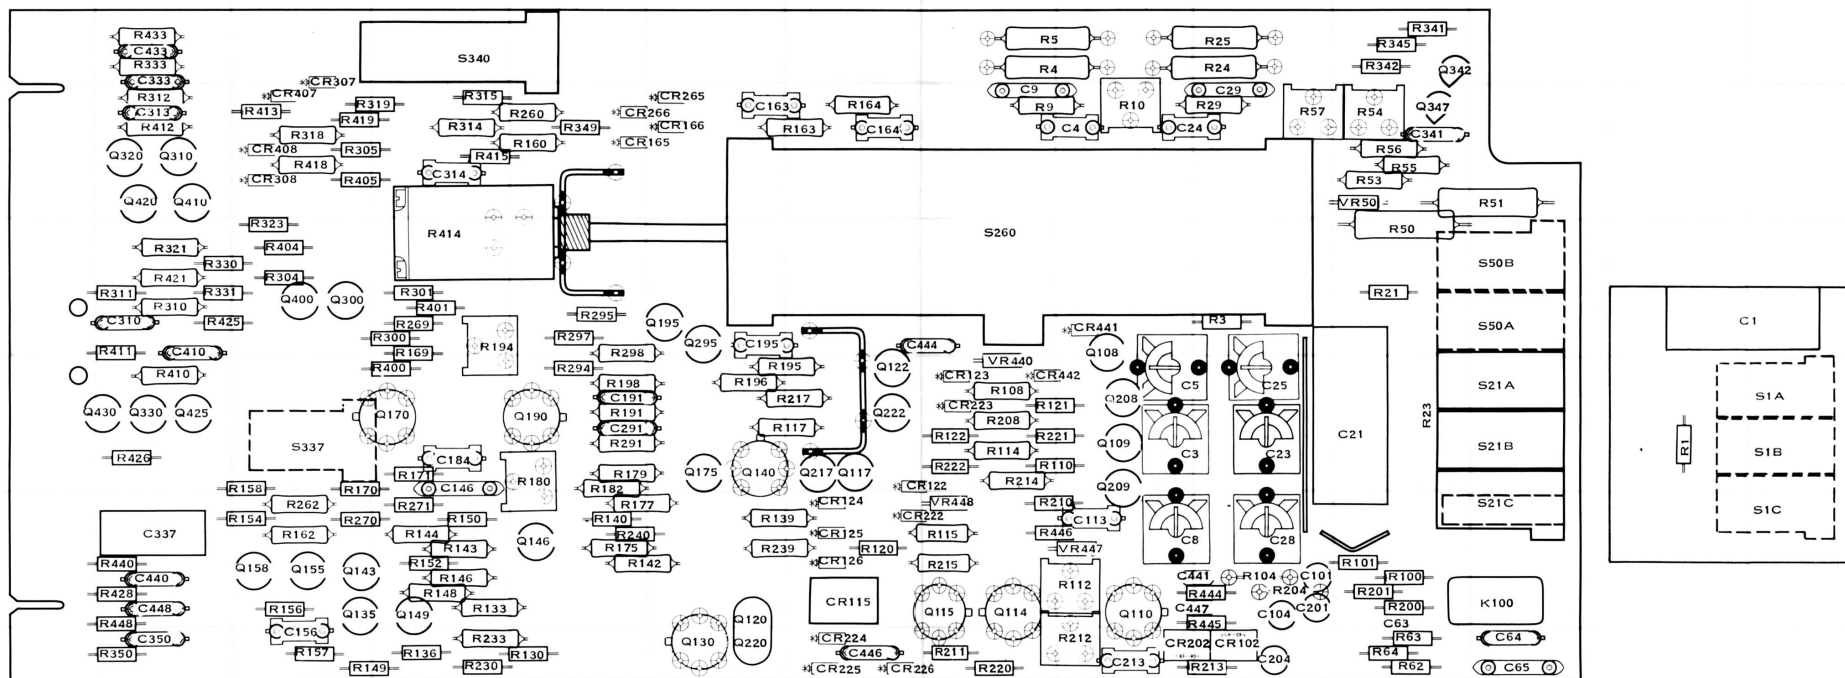 R433
C433
R333
C333
R312
C313
R412
S340
CR307
CR407
R413
R319
R419
R315
R260
R314
R318
R349
R160
CR265
CR266
CR166
CR165
C163
R163
R164
C164
R5
R25
R4
R24
C9
C29
R9
R10
R29
C4
C24
R57
R54
R341
R345
R342
Q342
Q347
C341
R56
R55
R53
Q320
Q310
CR408
R305
R415
R418
CR308
R405
C314
Q420
Q410
R323
R414
S260
VR50
R51
R50
R321
R404
R330
R421
R304
R311
R331
Q400
Q300
R301
R401
R310
C310
R425
R269
R300
R411
C410
R169
R400
R410
R194
R295
R297
R298
R294
Q195
Q295
C195
R195
R196
R217
R198
C191
R191
C291
R291
R117
Q122
Q222
C444
CR441
VR440
CR123
CR442
R108
CR223
R121
R208
R122
R221
R114
R222
R110
R214
Q108
Q208
Q109
Q209
R3
R21
C5
C25
C3
C23
C8
C28
C21
R23
S50B
S50A
S21A
S21B
S21C
C1
S1A
S1B
S1C
R1
Q430
Q330
Q425
Q170
Q190
S337
R426
C184
R171
R158
R170
C146
R180
R262
R271
R154
R270
R150
C337
R162
R144
R143
Q146
R179
R182
R177
R140
R240
R175
R142
Q175
Q140
Q217
Q117
CR124
R139
R239
CR125
CR126
R120
CR122
VR448
CR222
R115
R215
R210
C113
R446
VR447
R440
C440
R428
C448
R448
C350
R350
Q158
Q155
Q143
R152
R146
R148
R133
R156
C156
R157
Q135
Q149
R233
R136
R149
R230
R130
Q130
Q120
Q220
CR115
CR224
C446
CR225
CR226
R211
R220
Q115
Q114
Q110
R112
R212
C213
C441
R444
C447
R445
R104
R204
C101
C201
C104
CR202
CR102
R213
C204
R101
R100
R201
R200
C63
R63
R64
R62
K100
C64
C65